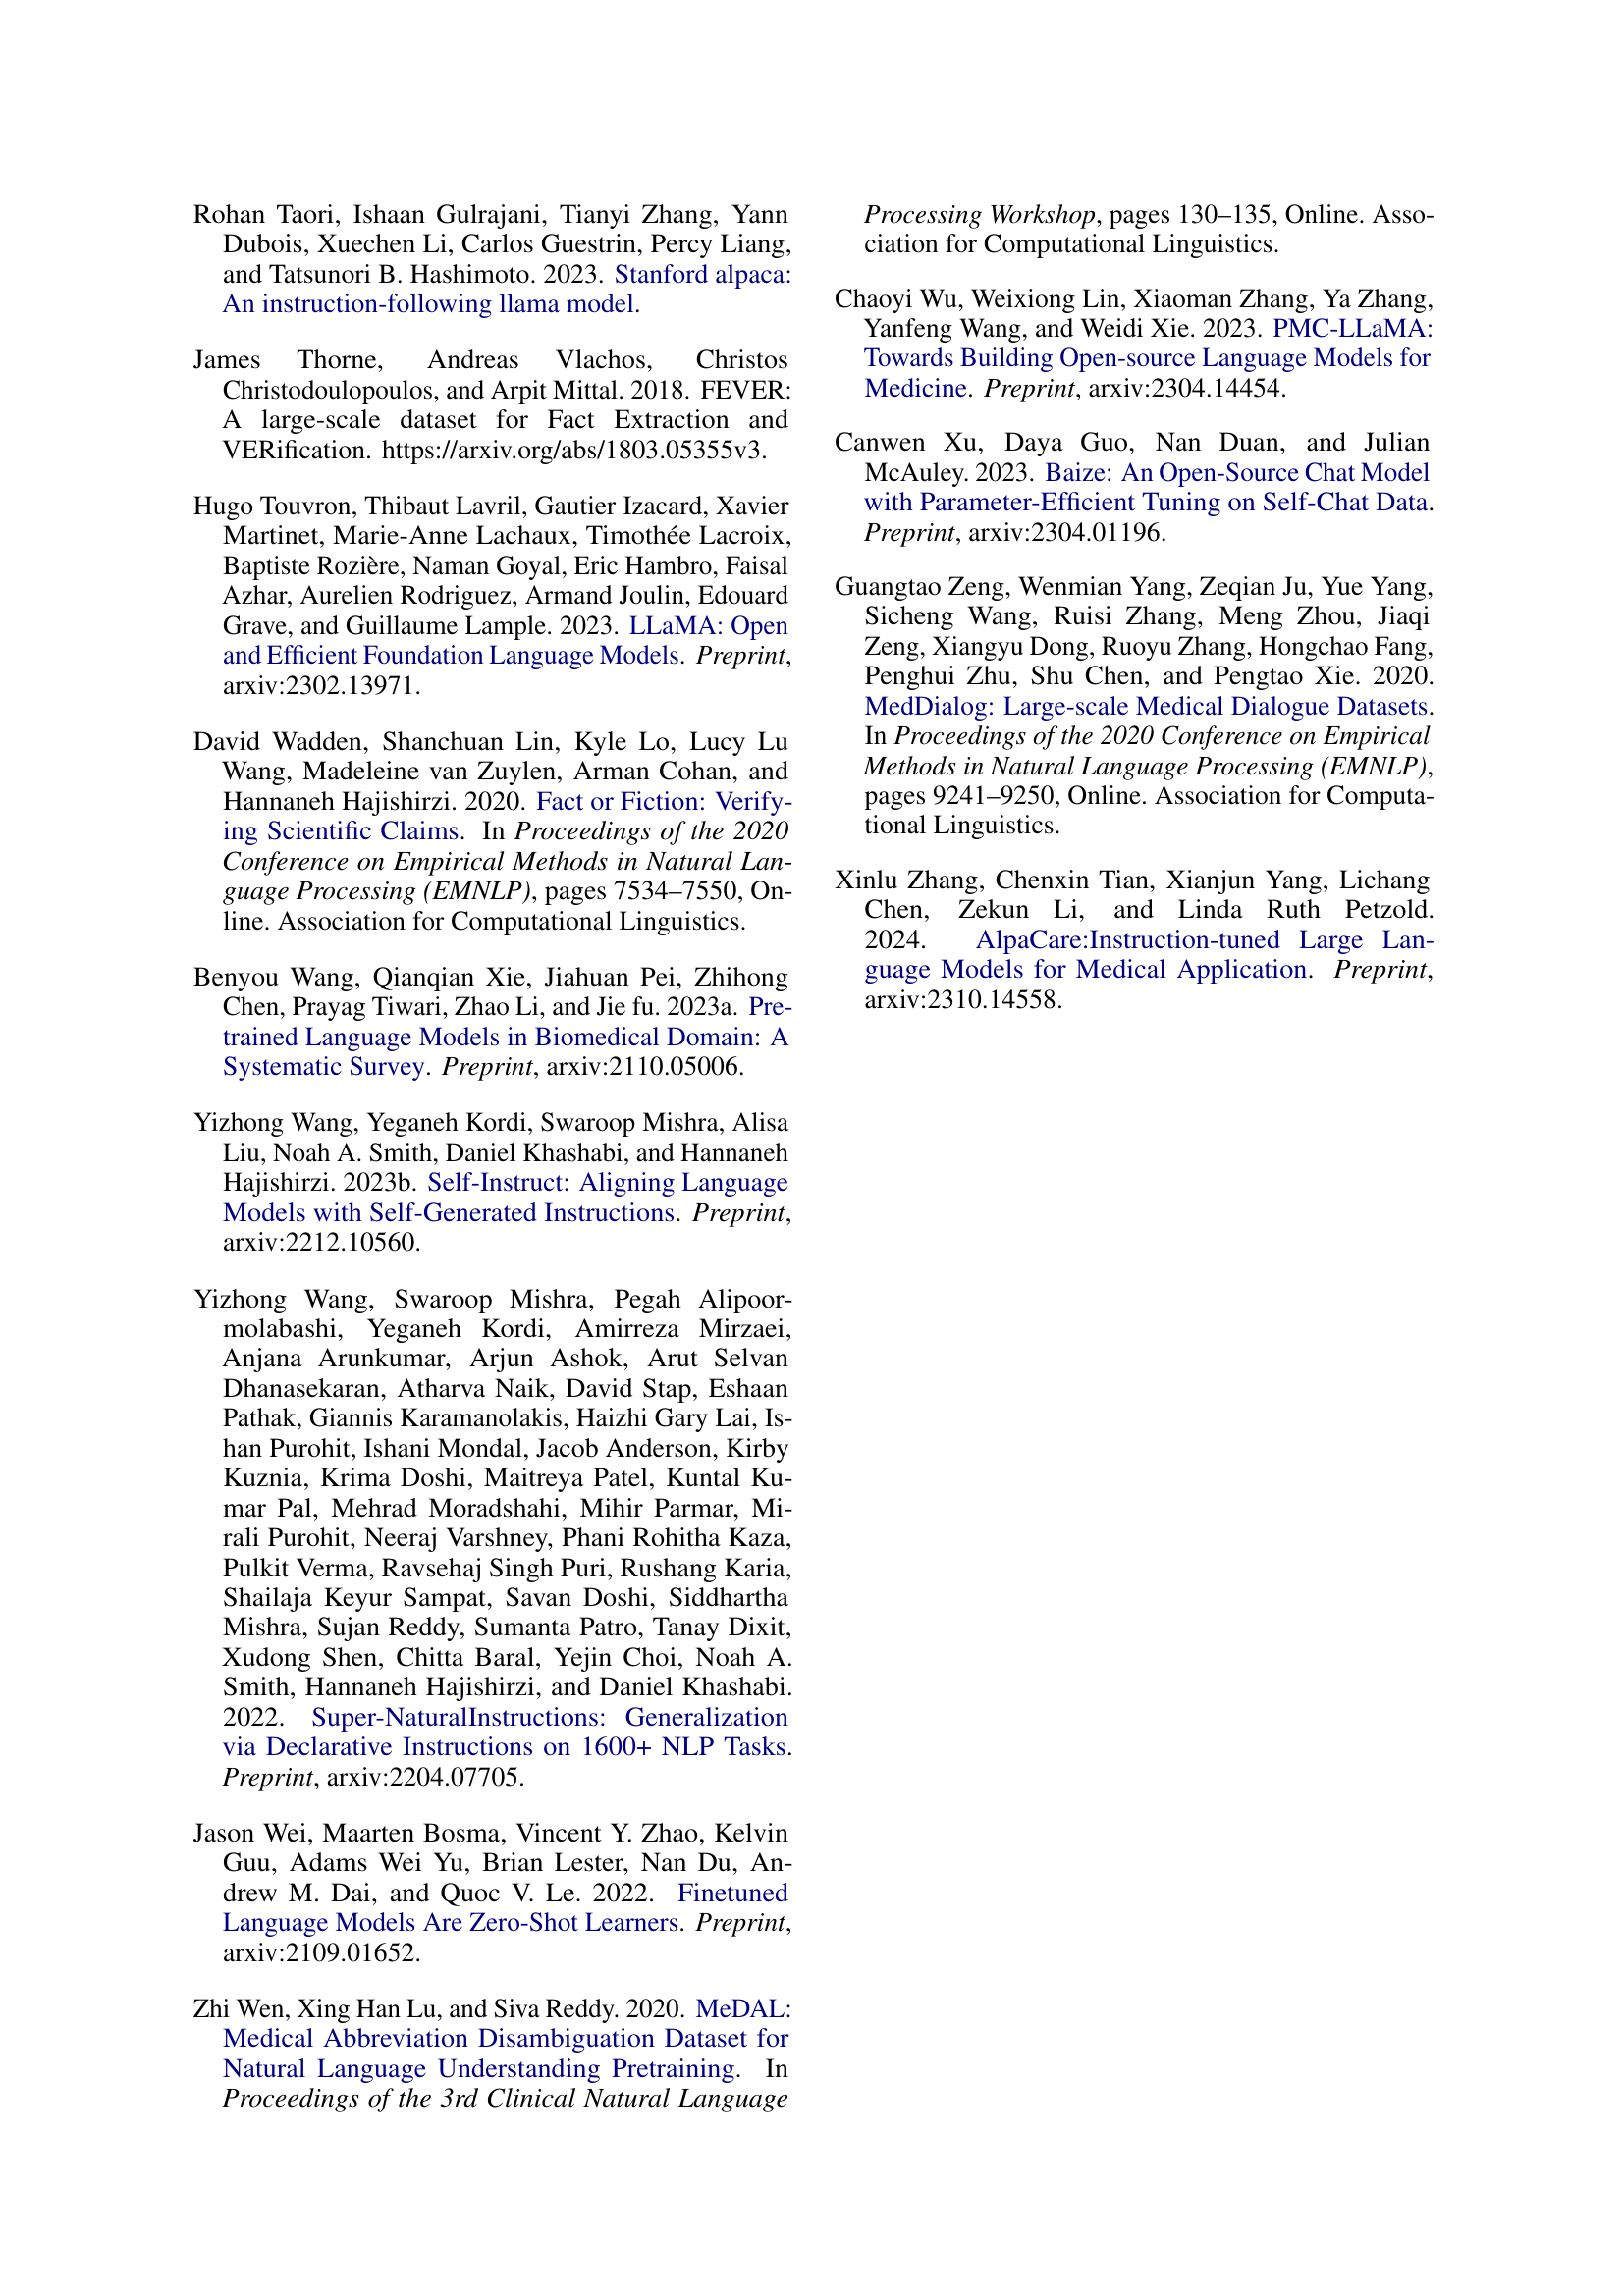 Rohan Taori, Ishaan Gulrajani, Tianyi Zhang, Yann
Dubois, Xuechen Li, Carlos Guestrin, Percy Liang,
and Tatsunori B. Hashimoto. 2023. Stanford alpaca:
An instruction-following llama model.
James Thorne, Andreas Vlachos, Christos
Christodoulopoulos, and Arpit Mittal. 2018. FEVER:
A large-scale dataset for Fact Extraction and
VERification. https://arxiv.org/abs/1803.05355v3.
Hugo Touvron, Thibaut Lavril, Gautier Izacard, Xavier
Martinet, Marie-Anne Lachaux, Timothée Lacroix,
Baptiste Rozière, Naman Goyal, Eric Hambro, Faisal
Azhar, Aurelien Rodriguez, Armand Joulin, Edouard
Grave, and Guillaume Lample. 2023. LLaMA: Open
and Efficient Foundation Language Models. Preprint,
arxiv:2302.13971.
David Wadden, Shanchuan Lin, Kyle Lo, Lucy Lu
Wang, Madeleine van Zuylen, Arman Cohan, and
Hannaneh Hajishirzi. 2020. Fact or Fiction: Verify-
ing Scientific Claims. In Proceedings of the 2020
Conference on Empirical Methods in Natural Lan-
guage Processing (EMNLP), pages 7534–7550, On-
line. Association for Computational Linguistics.
Benyou Wang, Qianqian Xie, Jiahuan Pei, Zhihong
Chen, Prayag Tiwari, Zhao Li, and Jie fu. 2023a. Pre-
trained Language Models in Biomedical Domain: A
Systematic Survey. Preprint, arxiv:2110.05006.
Yizhong Wang, Yeganeh Kordi, Swaroop Mishra, Alisa
Liu, Noah A. Smith, Daniel Khashabi, and Hannaneh
Hajishirzi. 2023b. Self-Instruct: Aligning Language
Models with Self-Generated Instructions. Preprint,
arxiv:2212.10560.
Yizhong Wang, Swaroop Mishra, Pegah Alipoor-
molabashi, Yeganeh Kordi, Amirreza Mirzaei,
Anjana Arunkumar, Arjun Ashok, Arut Selvan
Dhanasekaran, Atharva Naik, David Stap, Eshaan
Pathak, Giannis Karamanolakis, Haizhi Gary Lai, Is-
han Purohit, Ishani Mondal, Jacob Anderson, Kirby
Kuznia, Krima Doshi, Maitreya Patel, Kuntal Ku-
mar Pal, Mehrad Moradshahi, Mihir Parmar, Mi-
rali Purohit, Neeraj Varshney, Phani Rohitha Kaza,
Pulkit Verma, Ravsehaj Singh Puri, Rushang Karia,
Shailaja Keyur Sampat, Savan Doshi, Siddhartha
Mishra, Sujan Reddy, Sumanta Patro, Tanay Dixit,
Xudong Shen, Chitta Baral, Yejin Choi, Noah A.
Smith, Hannaneh Hajishirzi, and Daniel Khashabi.
2022. Super-NaturalInstructions: Generalization
via Declarative Instructions on 1600+ NLP Tasks.
Preprint, arxiv:2204.07705.
Jason Wei, Maarten Bosma, Vincent Y. Zhao, Kelvin
Guu, Adams Wei Yu, Brian Lester, Nan Du, An-
drew M. Dai, and Quoc V. Le. 2022. Finetuned
Language Models Are Zero-Shot Learners. Preprint,
arxiv:2109.01652.
Zhi Wen, Xing Han Lu, and Siva Reddy. 2020. MeDAL:
Medical Abbreviation Disambiguation Dataset for
Natural Language Understanding Pretraining. In
Proceedings of the 3rd Clinical Natural Language
Processing Workshop, pages 130–135, Online. Asso-
ciation for Computational Linguistics.
Chaoyi Wu, Weixiong Lin, Xiaoman Zhang, Ya Zhang,
Yanfeng Wang, and Weidi Xie. 2023. PMC-LLaMA:
Towards Building Open-source Language Models for
Medicine. Preprint, arxiv:2304.14454.
Canwen Xu, Daya Guo, Nan Duan, and Julian
McAuley. 2023. Baize: An Open-Source Chat Model
with Parameter-Efficient Tuning on Self-Chat Data.
Preprint, arxiv:2304.01196.
Guangtao Zeng, Wenmian Yang, Zeqian Ju, Yue Yang,
Sicheng Wang, Ruisi Zhang, Meng Zhou, Jiaqi
Zeng, Xiangyu Dong, Ruoyu Zhang, Hongchao Fang,
Penghui Zhu, Shu Chen, and Pengtao Xie. 2020.
MedDialog: Large-scale Medical Dialogue Datasets.
In Proceedings of the 2020 Conference on Empirical
Methods in Natural Language Processing (EMNLP),
pages 9241–9250, Online. Association for Computa-
tional Linguistics.
Xinlu Zhang, Chenxin Tian, Xianjun Yang, Lichang
Chen, Zekun Li, and Linda Ruth Petzold.
2024. AlpaCare:Instruction-tuned Large Lan-
guage Models for Medical Application. Preprint,
arxiv:2310.14558.